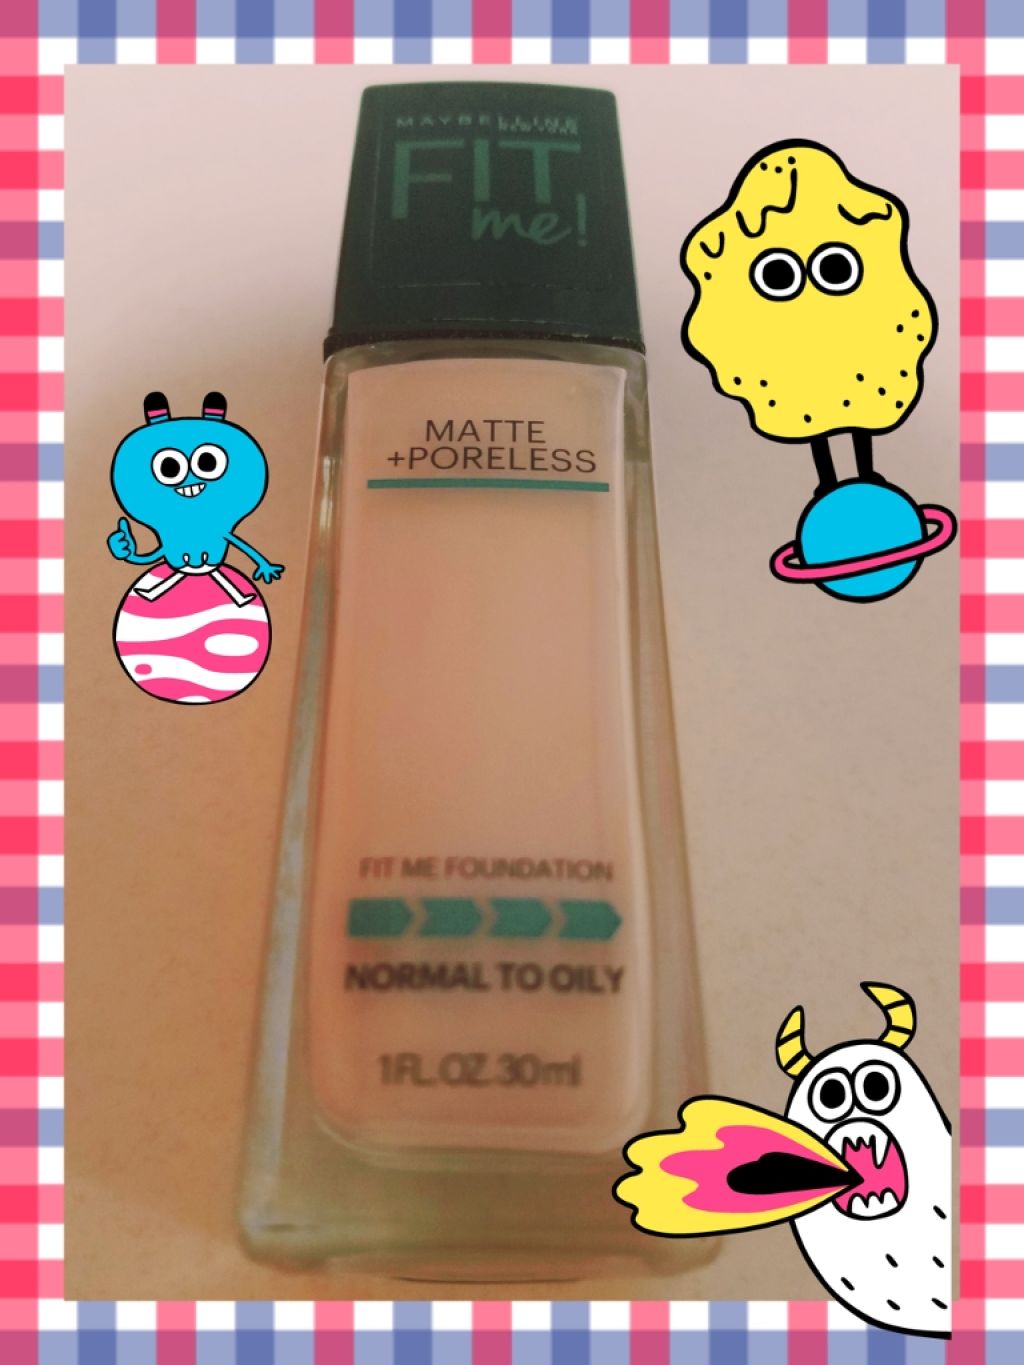 MAYBELLINE
NEW YORK
FIT
me!
MATTE
+PORELESS
FIT ME FOUNDATION
NORMAL TO OILY
1FL.OZ.30ml